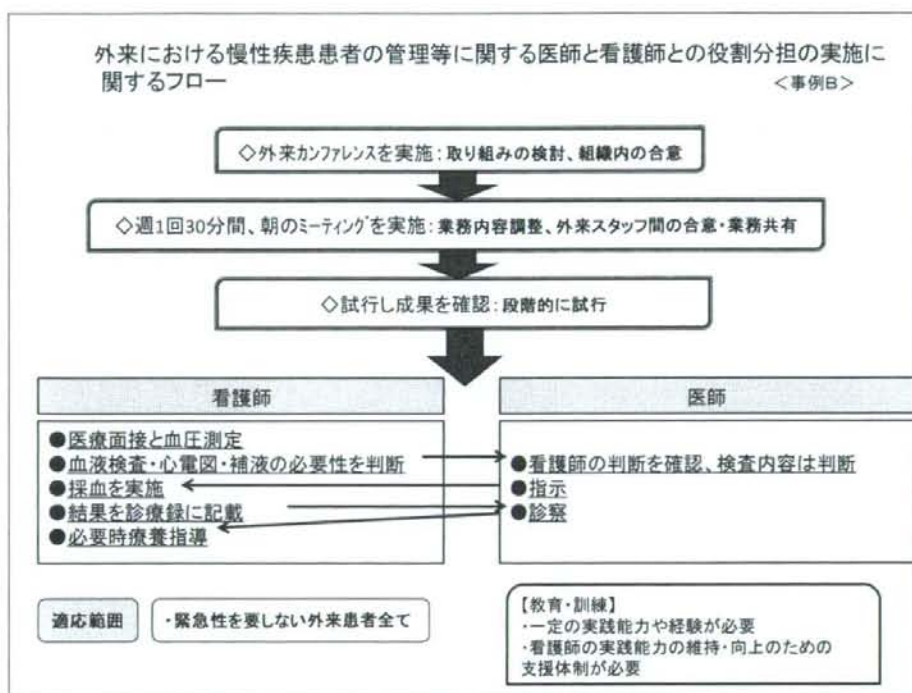 外来における慢性疾患患者の管理等に関する医師と看護師との役割分担の実施に
関するフロー
＜事例B＞
◇外来カンファレンスを実施：取り組みの検討、組織内の合意
◇週1回30分間、朝のミーティングを実施：業務内容調整、外来スタッフ間の合意・業務共有
◇試行し成果を確認：段階的に試行
看護師
●医療面接と血圧測定
●血液検査・心電図・補液の必要性を判断
●採血を実施
●結果を診療録に記載
●必要時療養指導
医師
●看護師の判断を確認、検査内容は判断
●指示
●診察
適応範囲
・緊急性を要しない外来患者全て
【教育・訓練】
・一定の実践能力や経験が必要
・看護師の実践能力の維持・向上のための
支援体制が必要